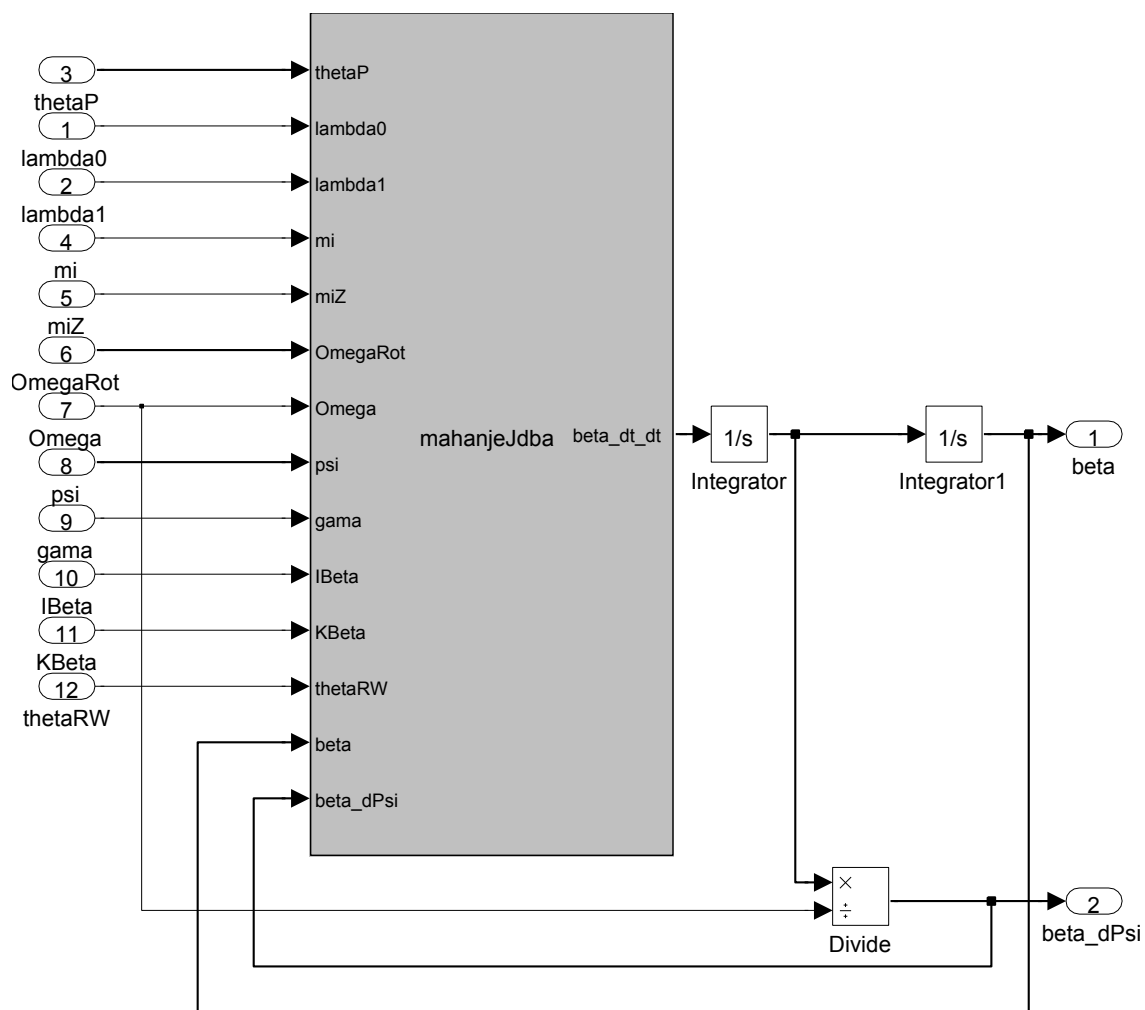 3
thetaP
thetaP
1
lambda0
lambda0
2
lambda1
lambda1
4
mi
mi
5
miZ
miZ
6
OmegaRot
OmegaRot
7
Omega
Omega
8
psi
psi
9
gama
gama
10
IBeta
IBeta
11
KBeta
KBeta
12
thetaRW
thetaRW
beta
beta_dPsi
mahanjeJdba
beta_dt_dt
1/s
Integrator
1/s
Integrator1
1
beta
×
÷
Divide
2
beta_dPsi